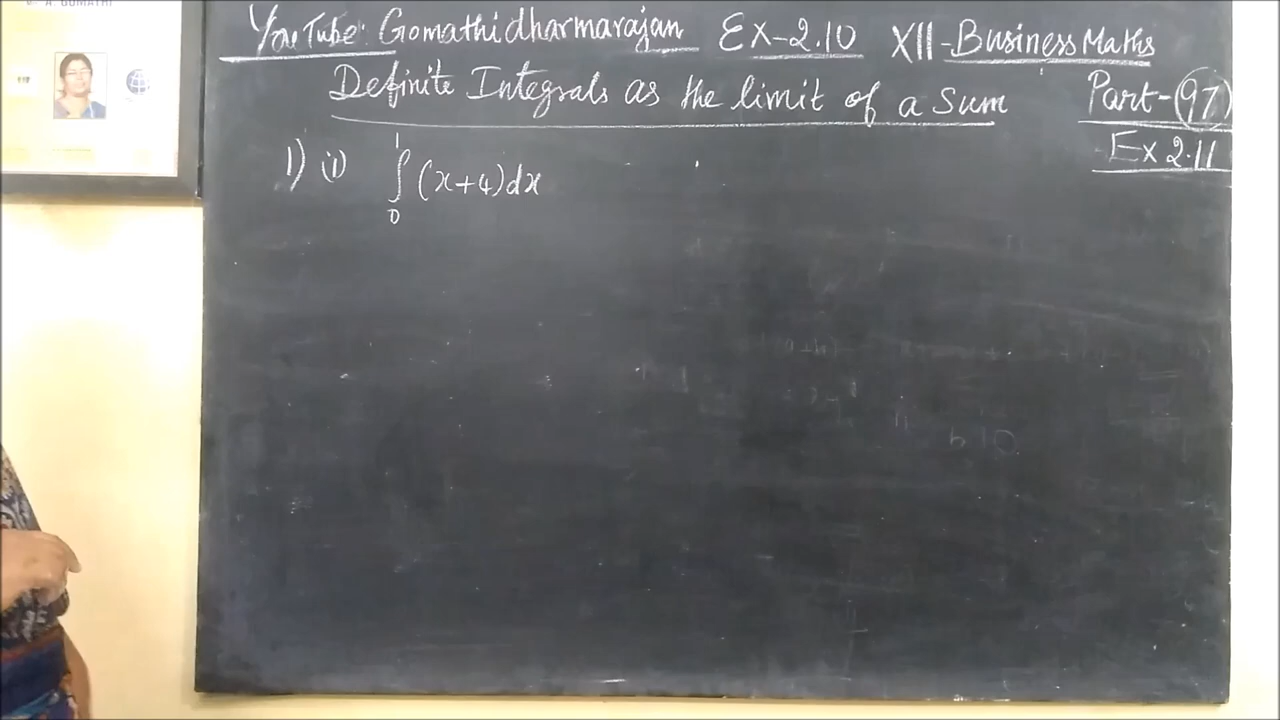 A. GOMATHI
YouTube: Gomathidharmarajan Ex-2.10 XII-Business Maths
Definite Integrals as the limit of a Sum Part-(97)
Ex 2.11
1) (i) ∫₀¹ (x+4)dx